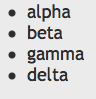 • alpha
• beta
• gamma
• delta